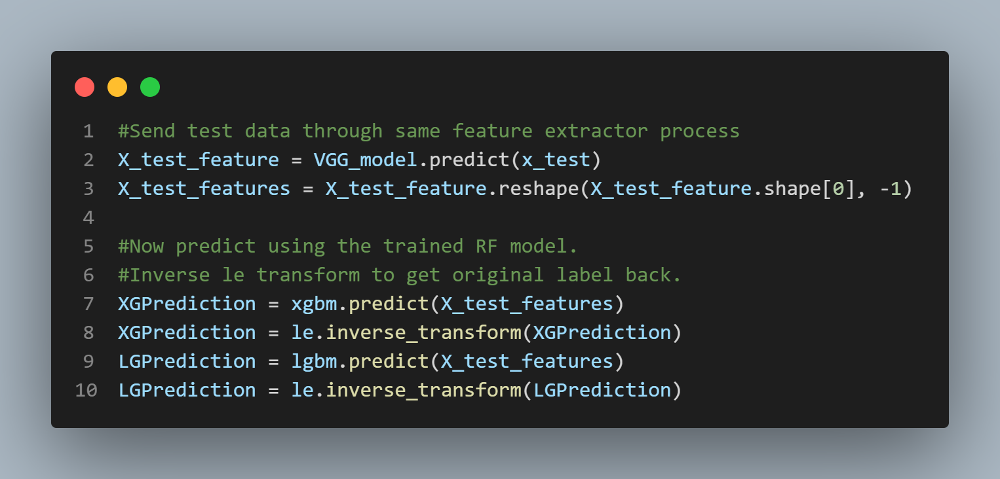 1 #Send test data through same feature extractor process
2 X_test_feature = VGG_model.predict(x_test)
3 X_test_features = X_test_feature.reshape(X_test_feature.shape[0], -1)
4
5 #Now predict using the trained RF model.
6 #Inverse le transform to get original label back.
7 XGPrediction = xgbm.predict(X_test_features)
8 XGPrediction = le.inverse_transform(XGPrediction)
9 LGPrediction = lgbm.predict(X_test_features)
10 LGPrediction = le.inverse_transform(LGPrediction)